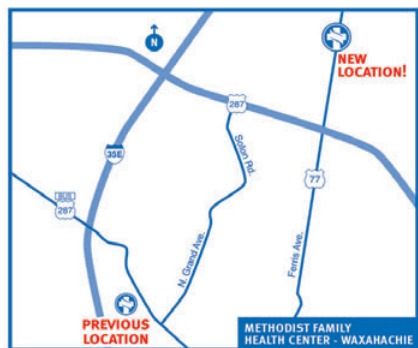 N
NEW
LOCATION!
287
Solon Rd.
35E
77
BUS
287
N. Grand Ave.
Ferris Ave.
PREVIOUS
LOCATION
METHODIST FAMILY
HEALTH CENTER - WAXAHACHIE